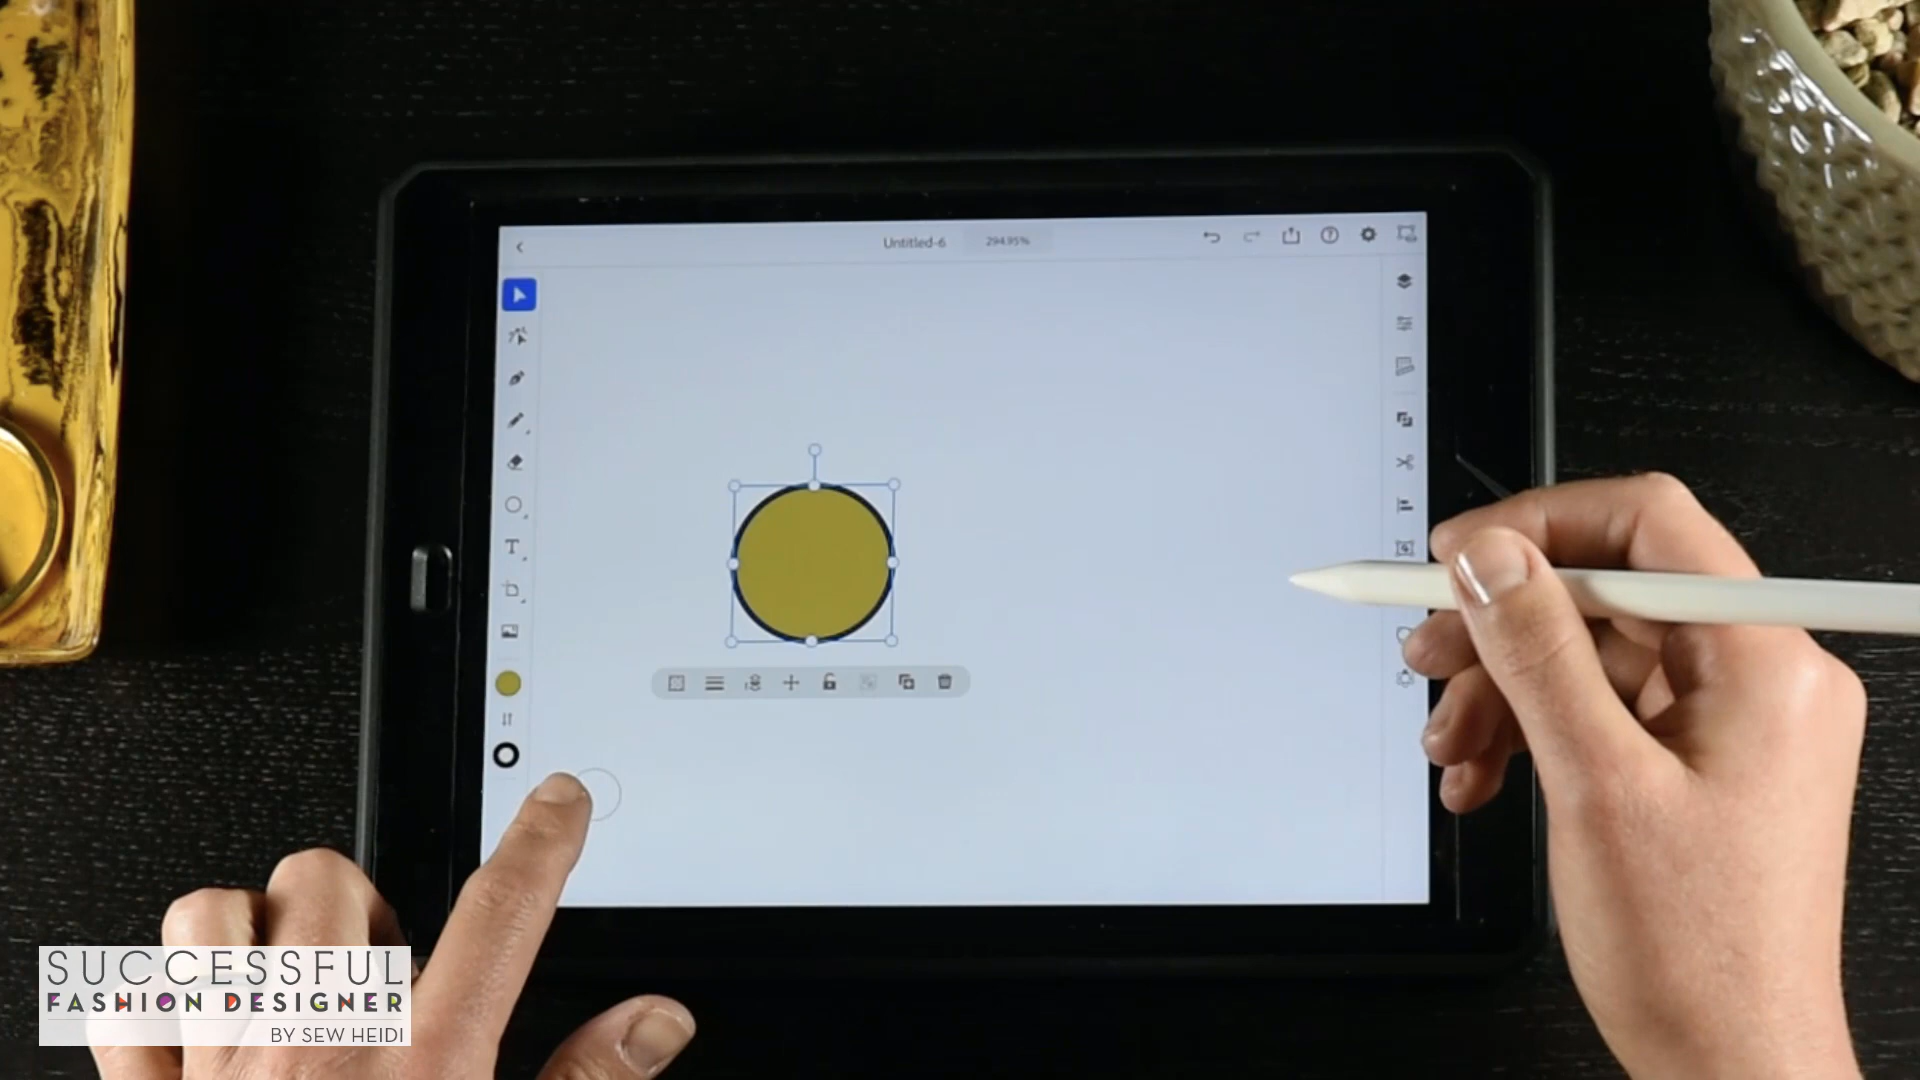 Untitled-6
294.95%
T
SUCCESSFUL
FASHION DESIGNER
BY SEW HEIDI